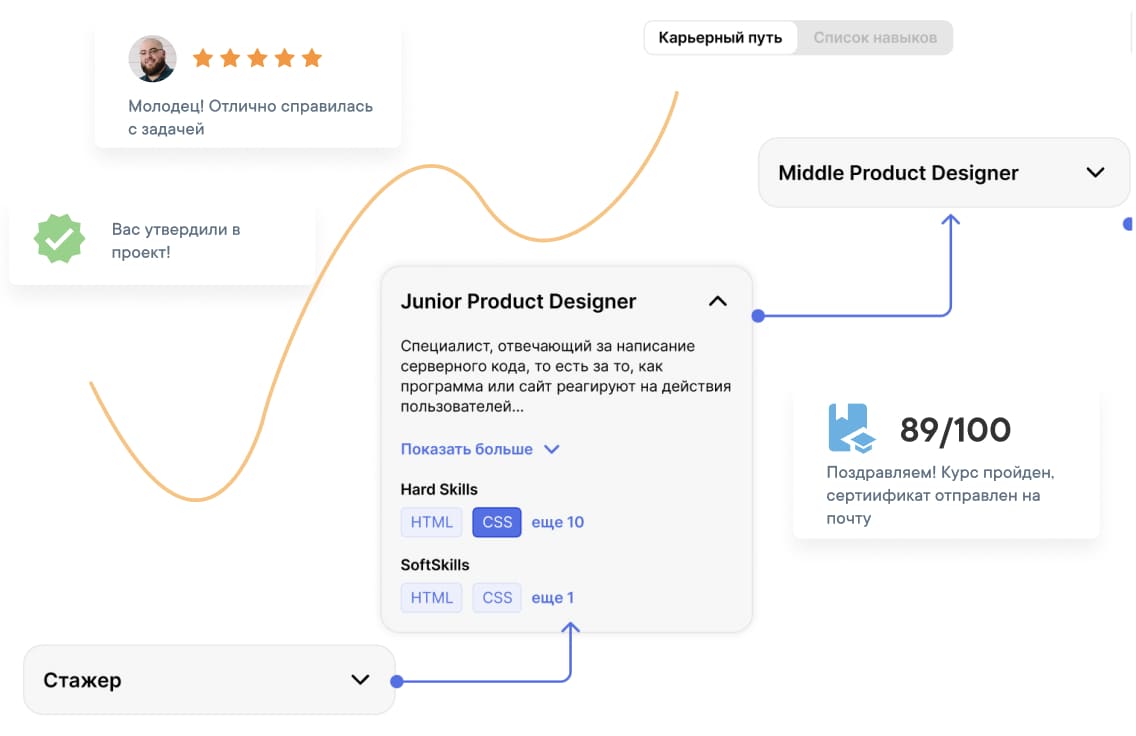 Карьерный путь
Список навыков
Молодец! Отлично справилась
с задачей
Middle Product Designer
Вас утвердили в
проект!
Junior Product Designer
Специалист, отвечающий за написание
серверного кода, то есть за то, как
программа или сайт реагируют на действия
пользователей...
Показать больше
Hard Skills
HTML
CSS
еще 10
SoftSkills
HTML
CSS
еще 1
89/100
Поздравляем! Курс пройден,
сертиификат отправлен на
почту
Стажер